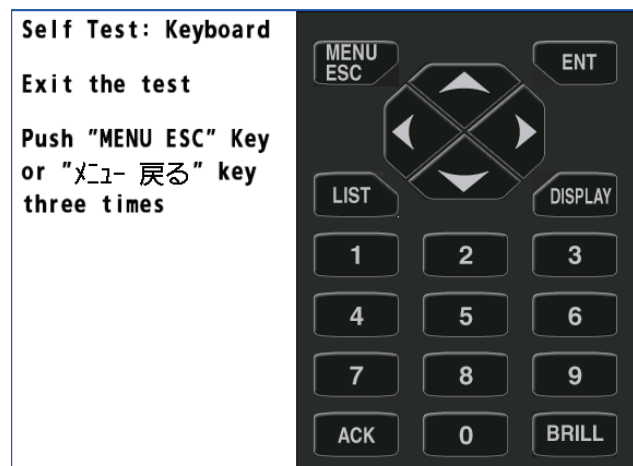 Self Test: Keyboard
Exit the test
Push "MENU ESC" Key
or "ﾒﾆｭｰ 戻る" key
three times
MENU
ESC
ENT
LIST
DISPLAY
1
2
3
4
5
6
7
8
9
ACK
0
BRILL